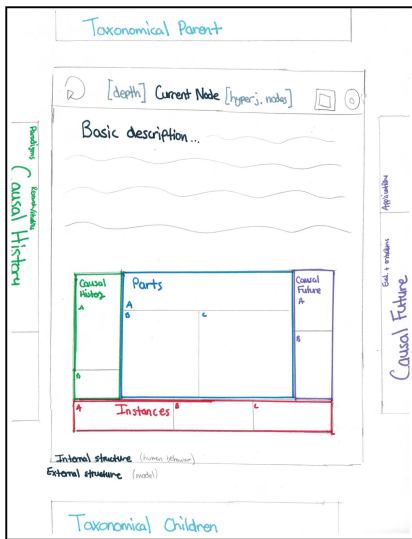 Taxonomical Parent
[depth] Current Node [hyperj. nodes]
Basic description...
Paradigms
Causal History
Application
Causal Future
Causal History
A
B
Parts
A
B
C
Causal Future
A
B
A
Instances
B
C
Internal structure (human behavior)
External structure (model)
Taxonomical Children